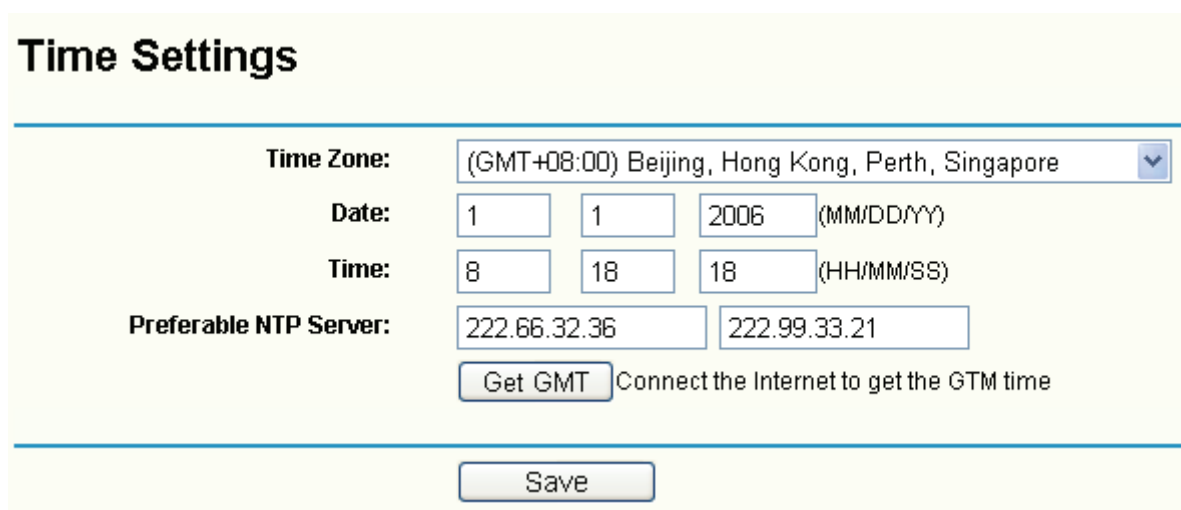 Time Settings
Time Zone: (GMT+08:00) Beijing, Hong Kong, Perth, Singapore
Date: 1 1 2006 (MM/DD/YY)
Time: 8 18 18 (HH/MM/SS)
Preferable NTP Server: 222.66.32.36 222.99.33.21
Get GMT Connect the Internet to get the GTM time
Save